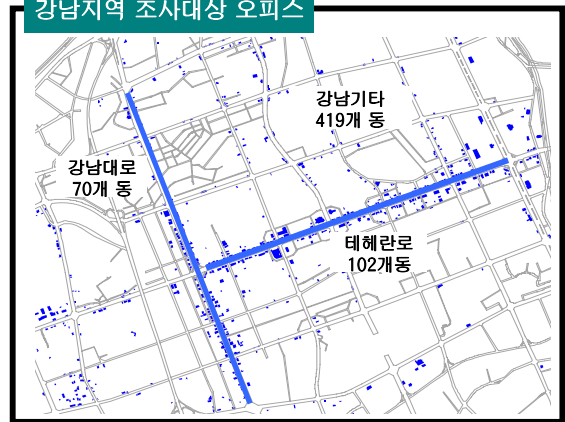 강남지역 조사대상 오피스
강남기타
419개 동
강남대로
70개 동
테헤란로
102개동